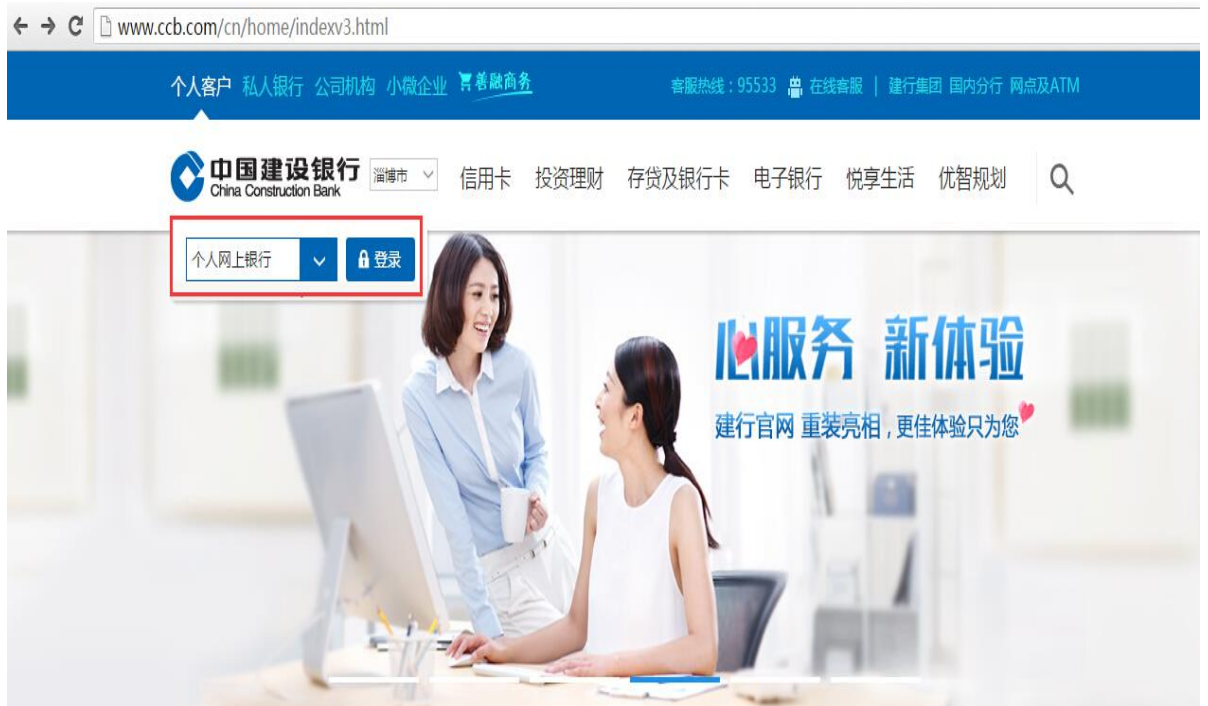 www.ccb.com/cn/home/indexv3.html
个人客户 私人银行 公司机构 小微企业 善融商务 客服热线：95533 在线客服 | 建行集团 国内分行 网点及ATM
中国建设银行 淄博市 信用卡 投资理财 存贷及银行卡 电子银行 悦享生活 优智规划
China Construction Bank
个人网上银行 登录
心服务 新体验
建行官网 重装亮相，更佳体验只为您